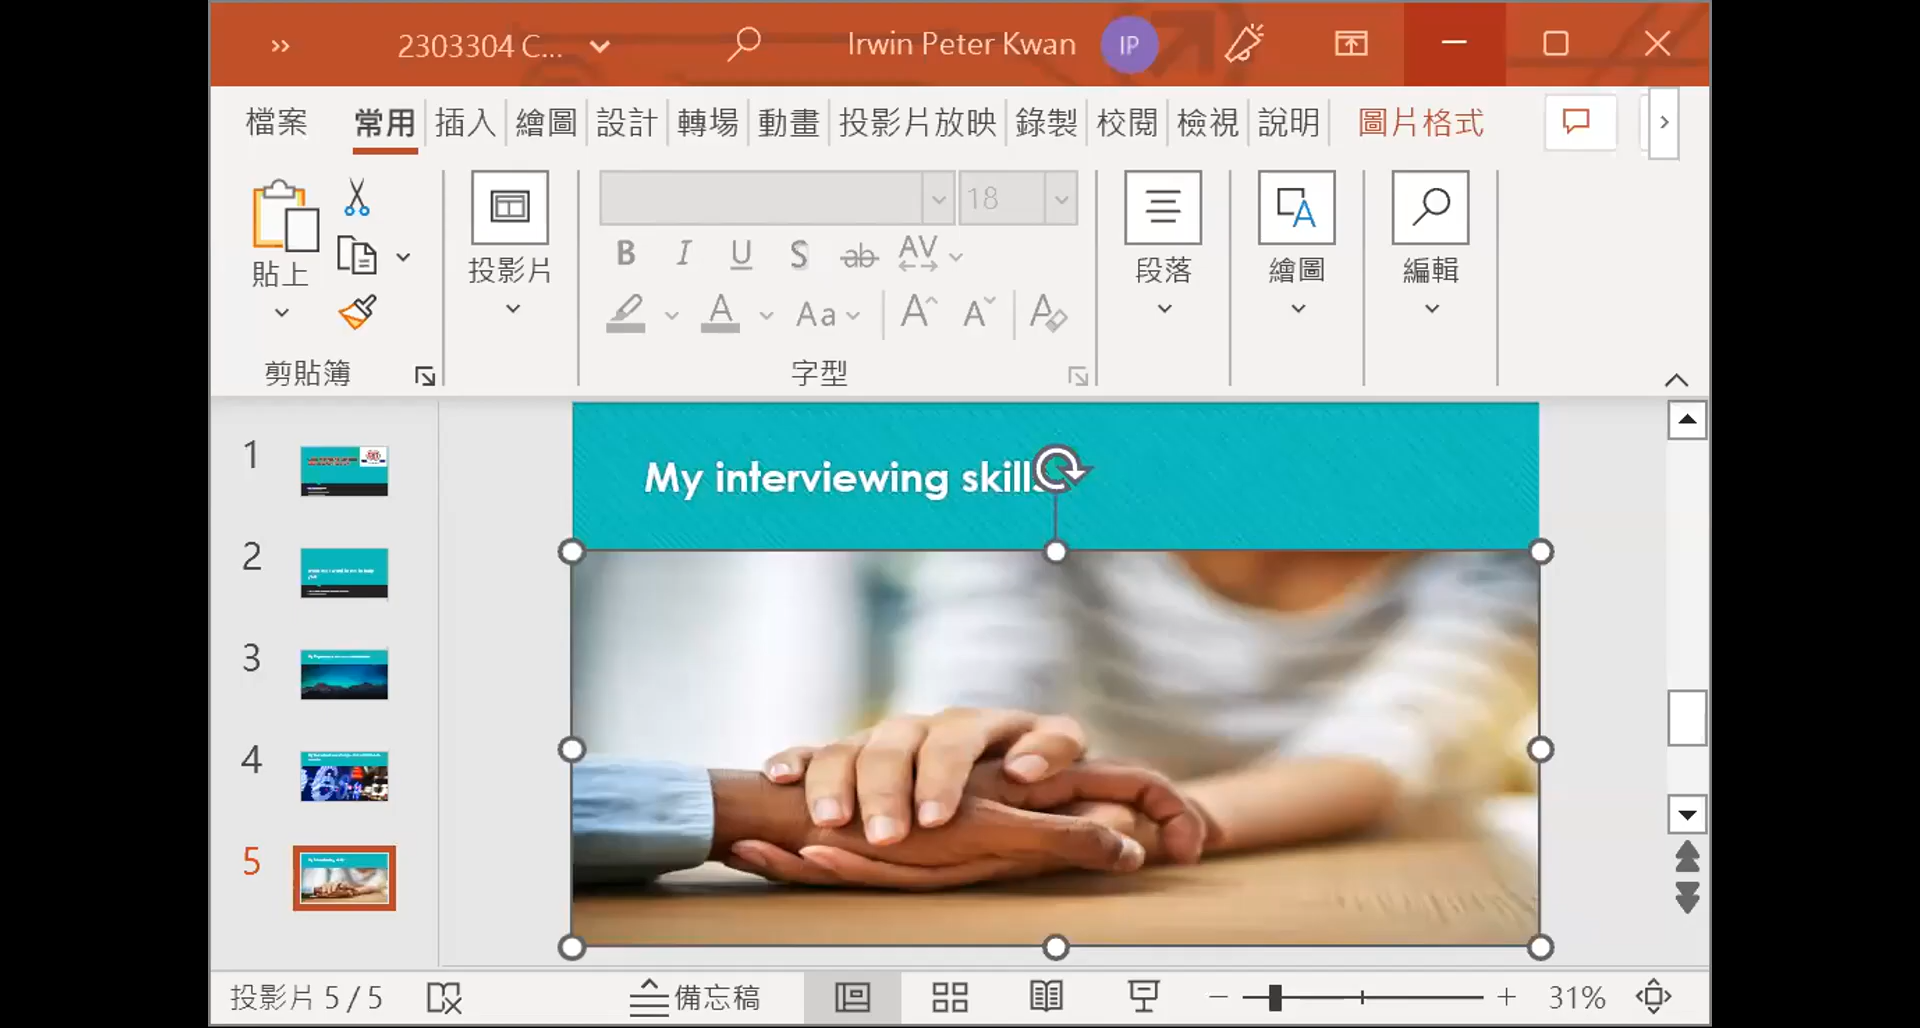 2303304 C...
Irwin Peter Kwan
IP
檔案
常用
插入
繪圖
設計
轉場
動畫
投影片放映
錄製
校閱
檢視
說明
圖片格式
貼上
剪貼簿
投影片
18
B I U S ab AV
A Aa A A A
字型
段落
繪圖
A
編輯
1
2
3
4
5
My interviewing skill
投影片 5 / 5
備忘稿
31%